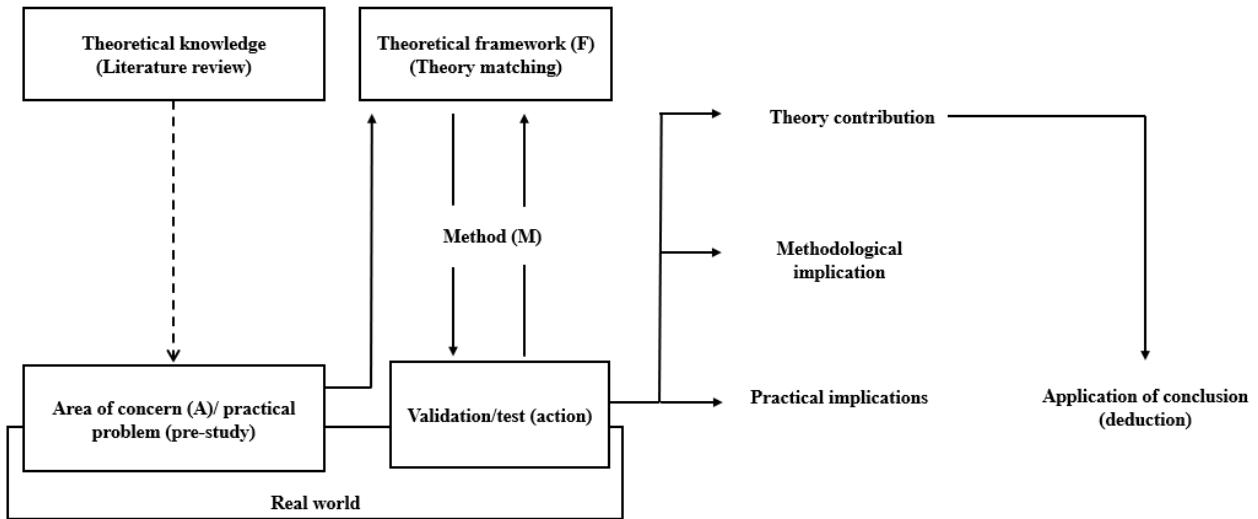 Theoretical knowledge
(Literature review)
Theoretical framework (F)
(Theory matching)
Theory contribution
Method (M)
Methodological
implication
Area of concern (A)/ practical
problem (pre-study)
Validation/test (action)
Practical implications
Application of conclusion
(deduction)
Real world